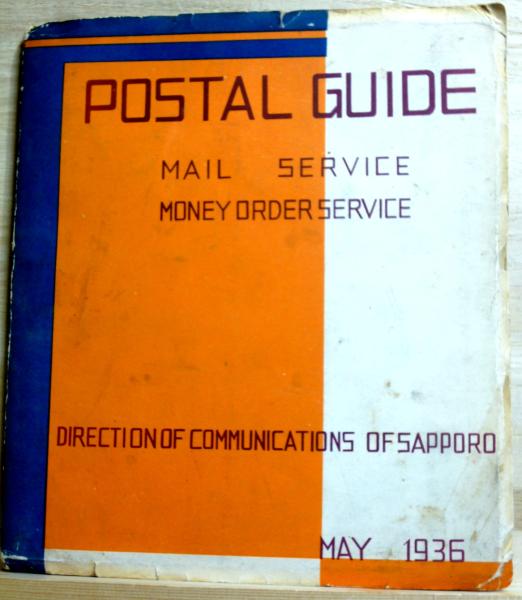 POSTAL GUIDE
MAIL SERVICE
MONEY ORDER SERVICE
DIRECTION OF COMMUNICATIONS OF SAPPORO
MAY 1936